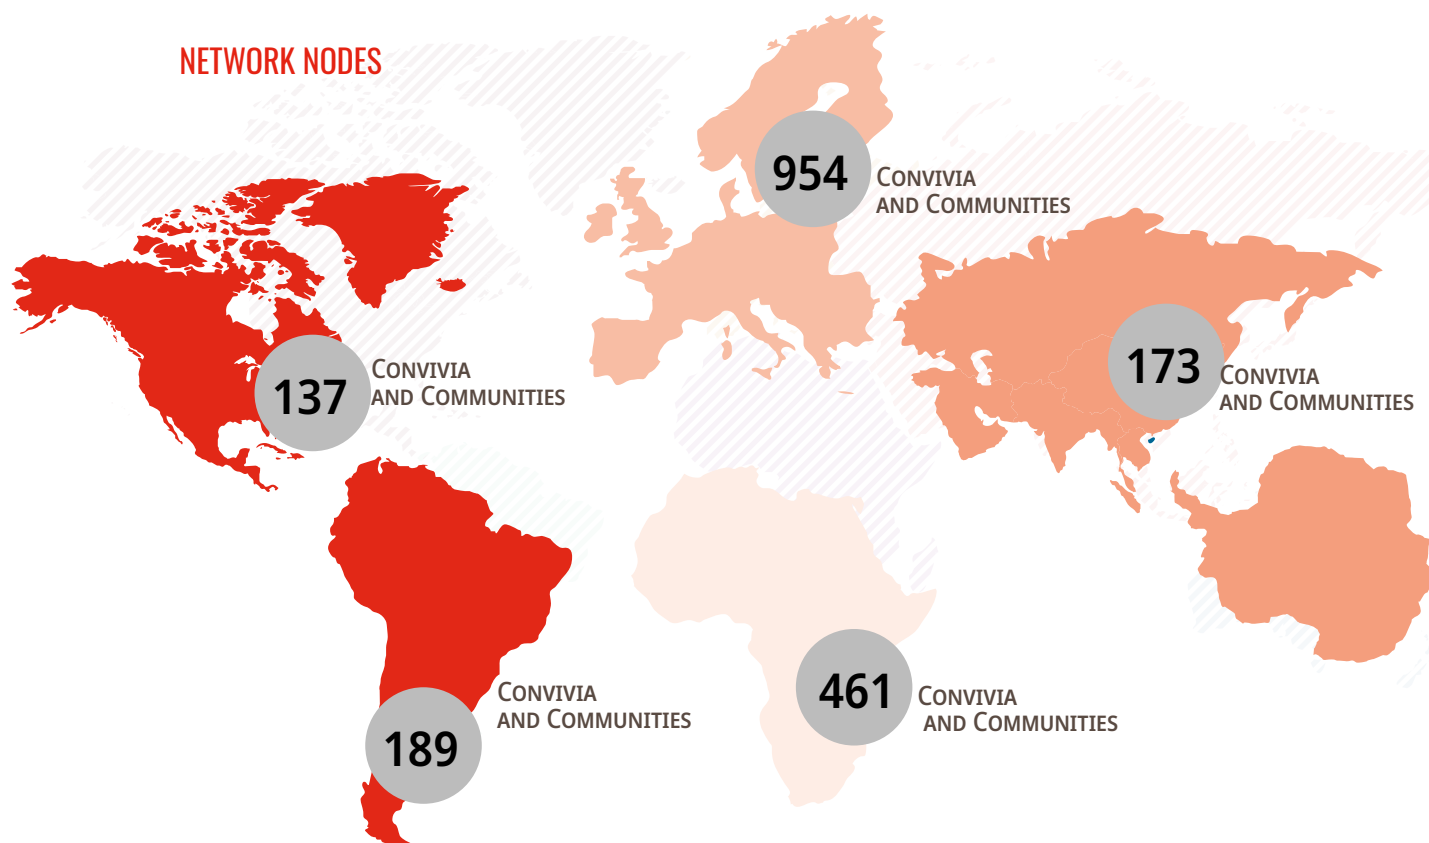 NETWORK NODES
954
CONVIVIA
AND COMMUNITIES
137
CONVIVIA
AND COMMUNITIES
173
CONVIVIA
AND COMMUNITIES
461
CONVIVIA
AND COMMUNITIES
189
CONVIVIA
AND COMMUNITIES